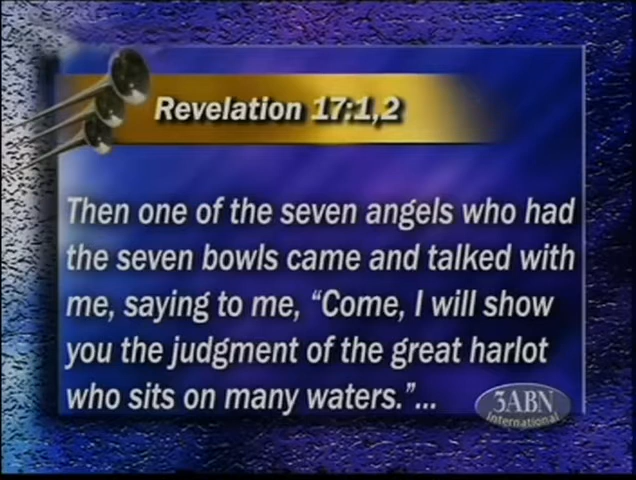 Revelation 17:1,2
Then one of the seven angels who had
the seven bowls came and talked with
me, saying to me, “Come, I will show
you the judgment of the great harlot
who sits on many waters.”...
3ABN
International